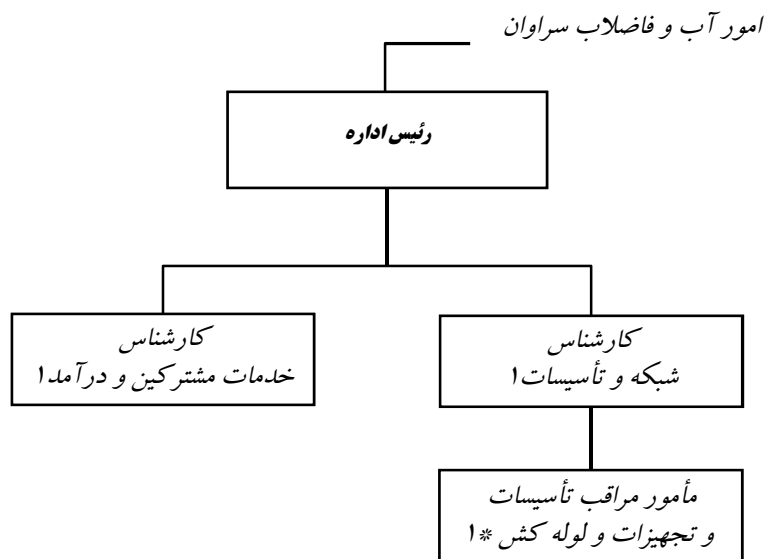 امور آب و فاضلاب سراوان
رئیس اداره
کارشناس
شبکه و تأسیسات۱
کارشناس
خدمات مشترکین و درآمد۱
مأمور مراقب تأسیسات
و تجهیزات و لوله کش *۱